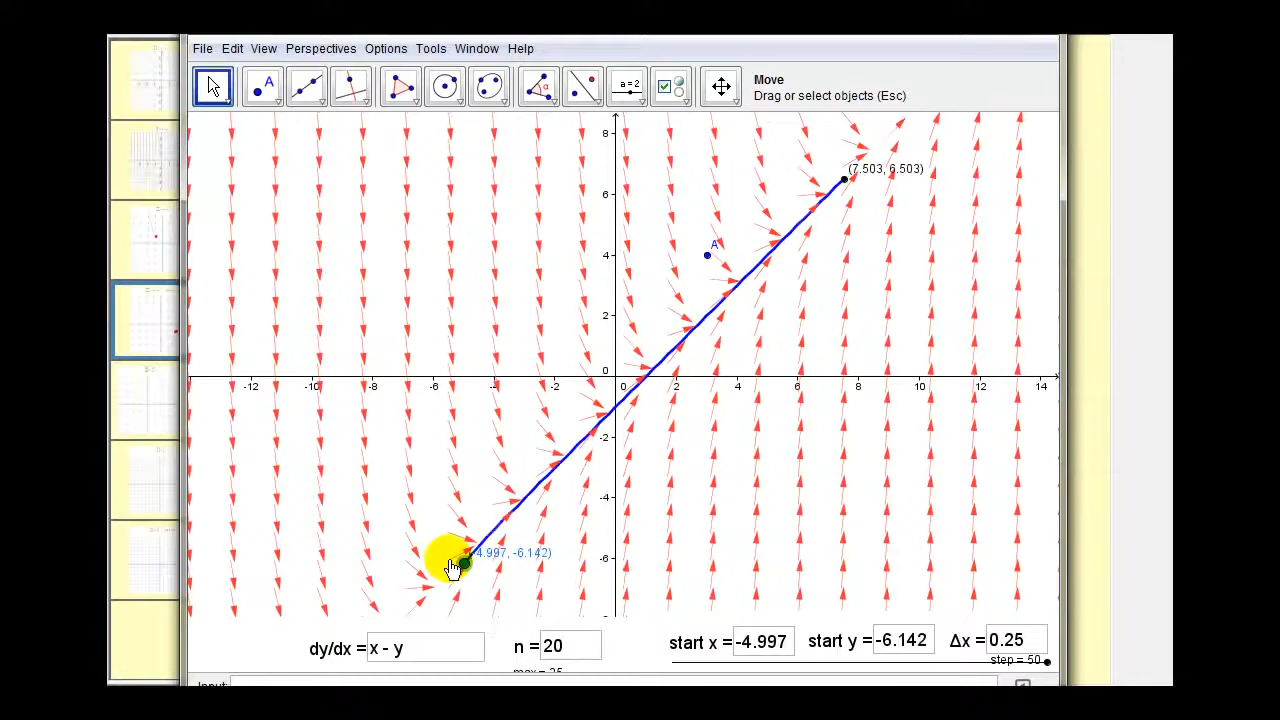 File Edit View Perspectives Options Tools Window Help
A
a = 2
Move
Drag or select objects (Esc)
8
(7.503, 6.503)
6
A
4
2
0
-12 -10 -8 -6 -4 -2 0 2 4 6 8 10 12 14
-2
-4
4.997, -6.142)
-6
dy/dx = x - y
n = 20
start x = -4.997
start y = -6.142
Δx = 0.25
step = 50